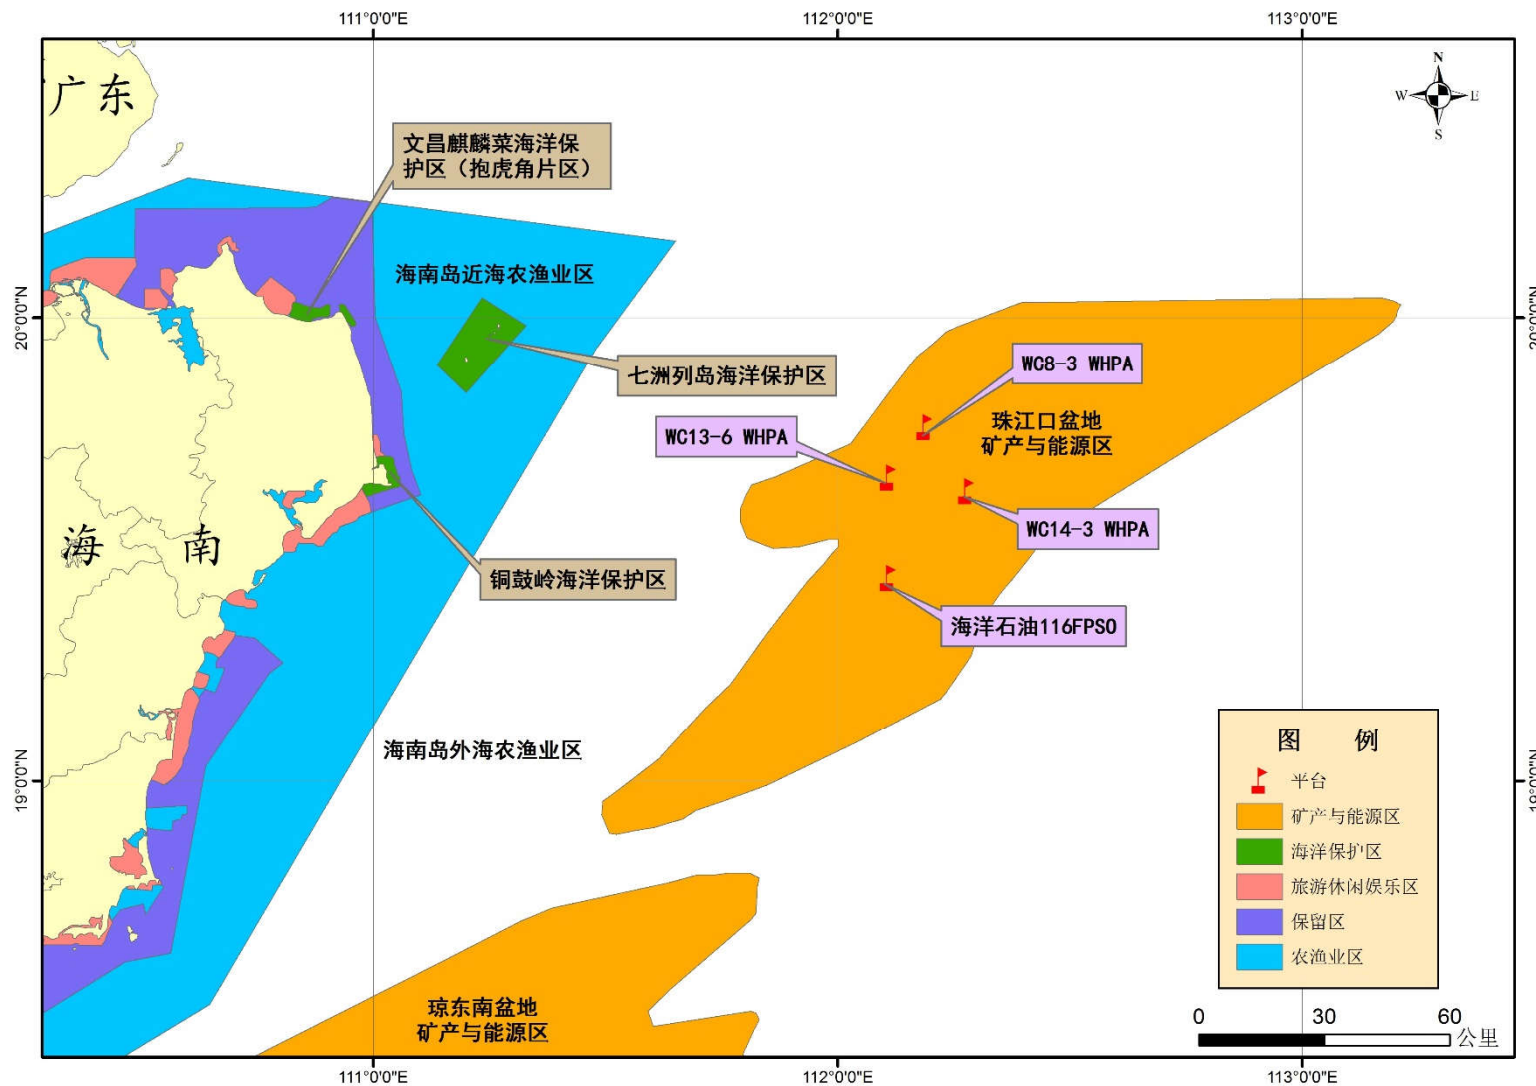 111°0'0"E
112°0'0"E
113°0'0"E
广东
N
W
E
S
文昌麒麟菜海洋保
护区（抱虎角片区）
海南岛近海农渔业区
20°0'0"N
20°0'0"N
WC8-3 WHPA
七洲列岛海洋保护区
珠江口盆地
矿产与能源区
WC13-6 WHPA
WC14-3 WHPA
海南
铜鼓岭海洋保护区
海洋石油116FPSO
海南岛外海农渔业区
19°0'0"N
19°0'0"N
图 例
平台
矿产与能源区
海洋保护区
旅游休闲娱乐区
保留区
农渔业区
琼东南盆地
矿产与能源区
0 30 60
公里
111°0'0"E
112°0'0"E
113°0'0"E